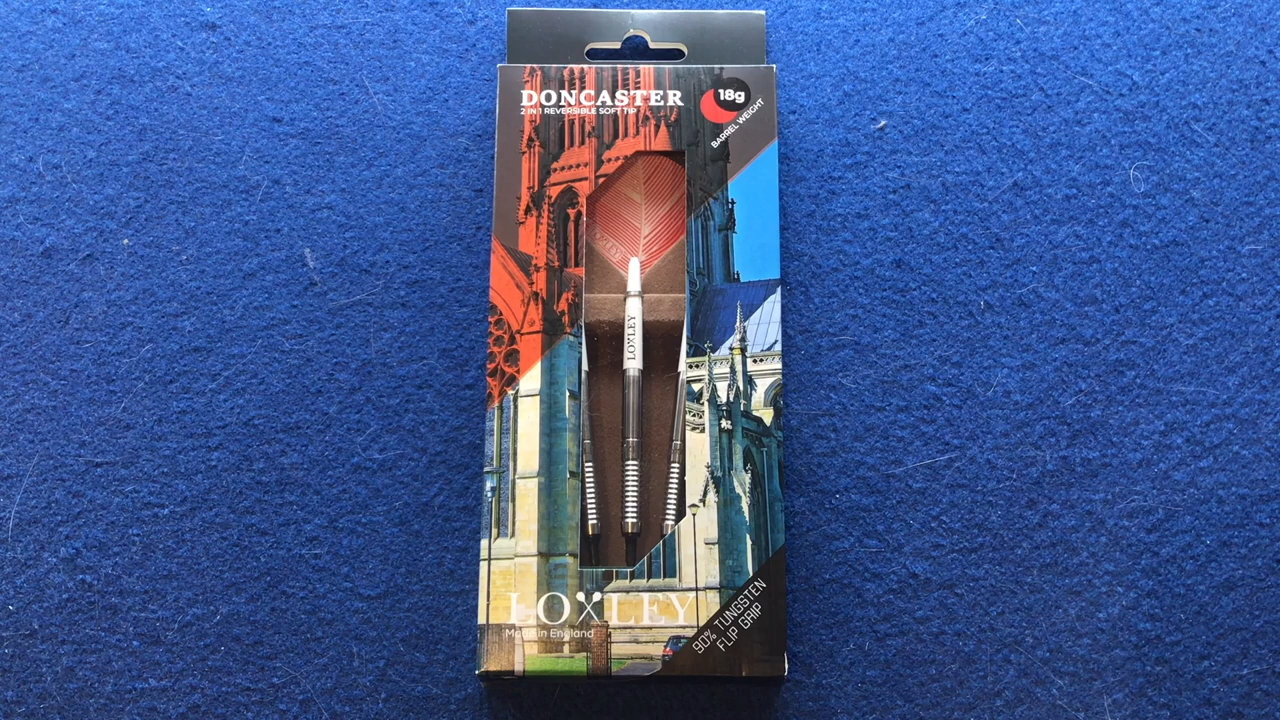 DONCASTER
2 IN 1 REVERSIBLE SOFT TIP
18g
BARREL WEIGHT
LOXLEY
LOXLEY
Made in England
90% TUNGSTEN
FLIP GRIP